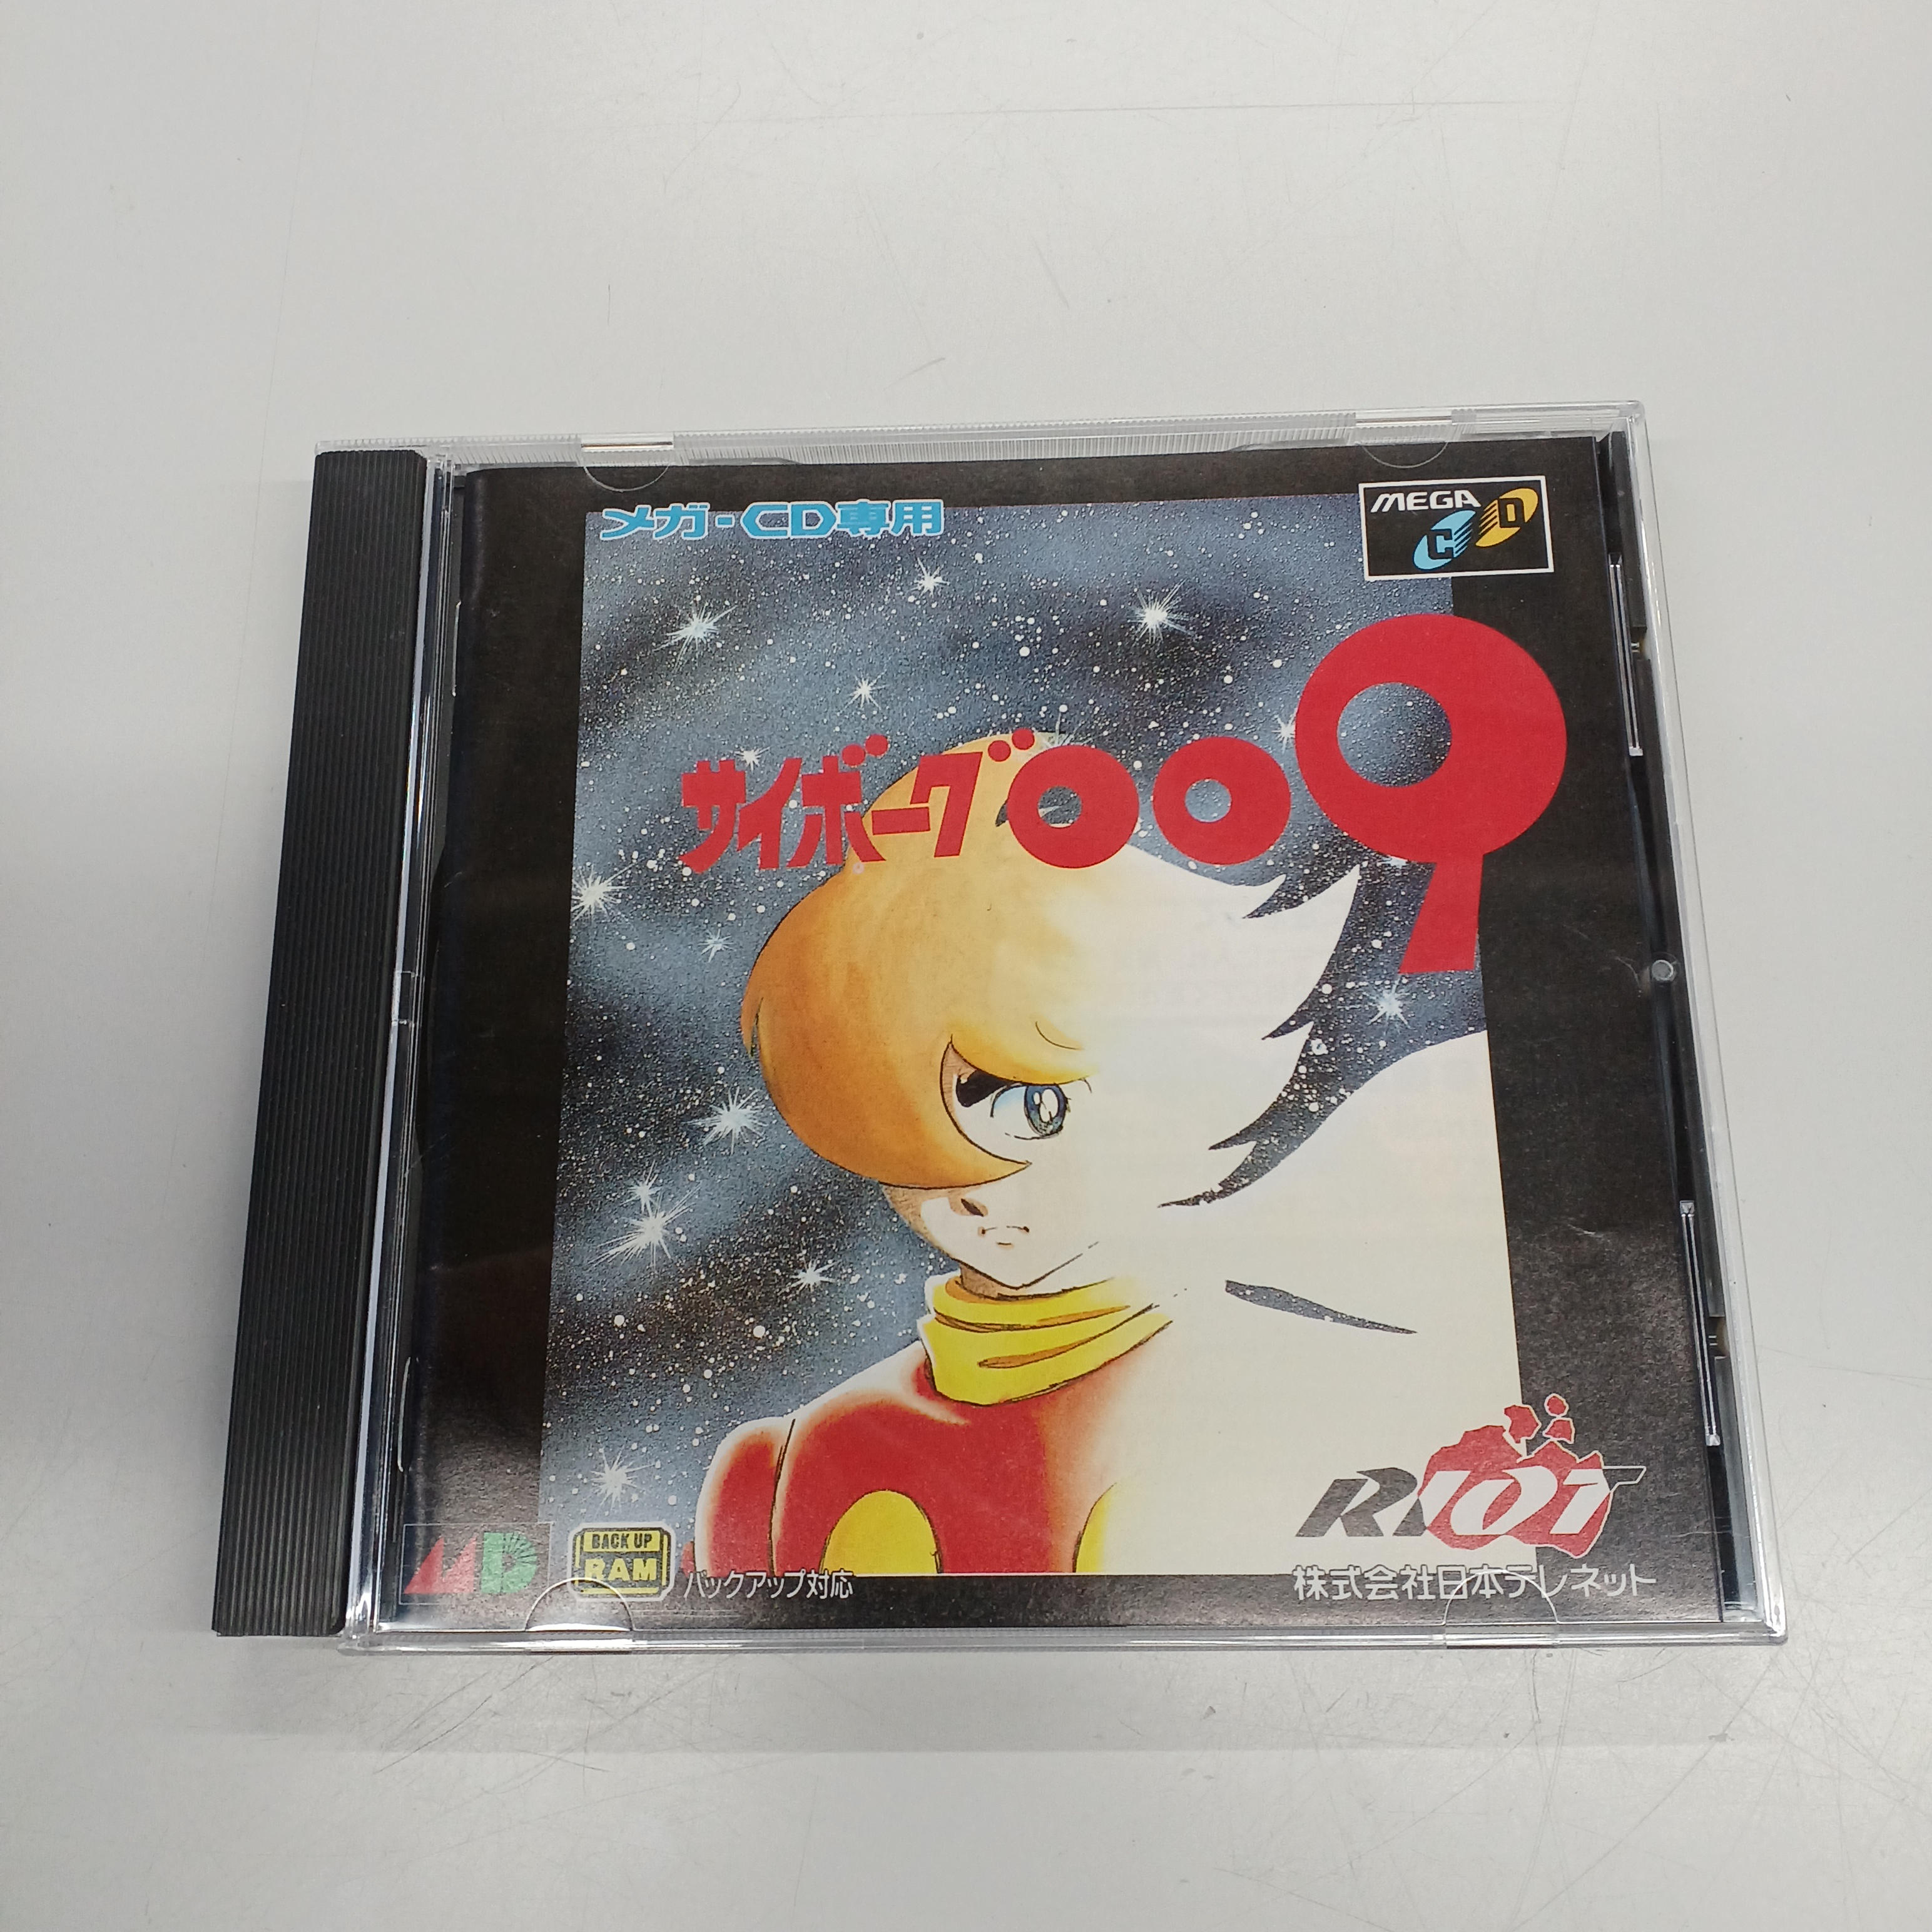 メガ-CD専用
MEGA CD
サイボーグ009
RIOT
MD
BACK UP RAM
バックアップ対応
株式会社日本テレネット